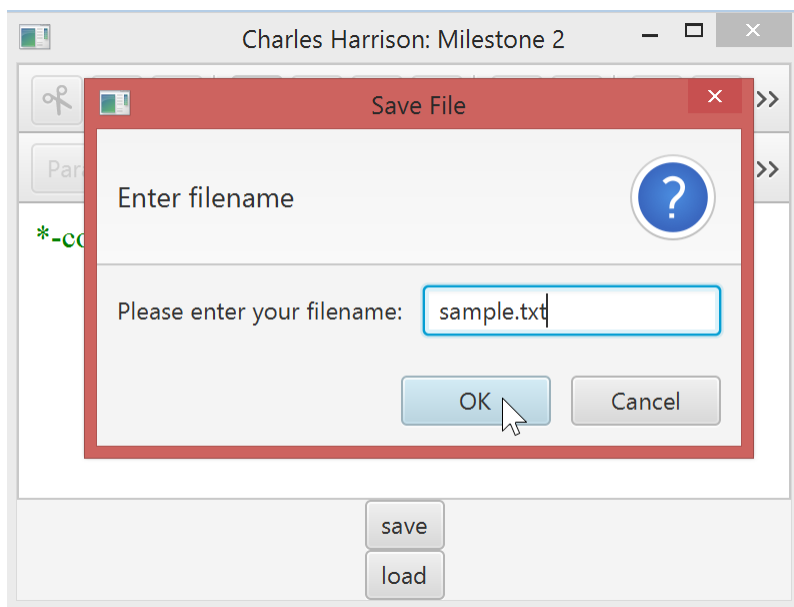 Charles Harrison: Milestone 2
Save File
>>
Enter filename
?
>>
Please enter your filename: sample.txt
OK Cancel
save
load